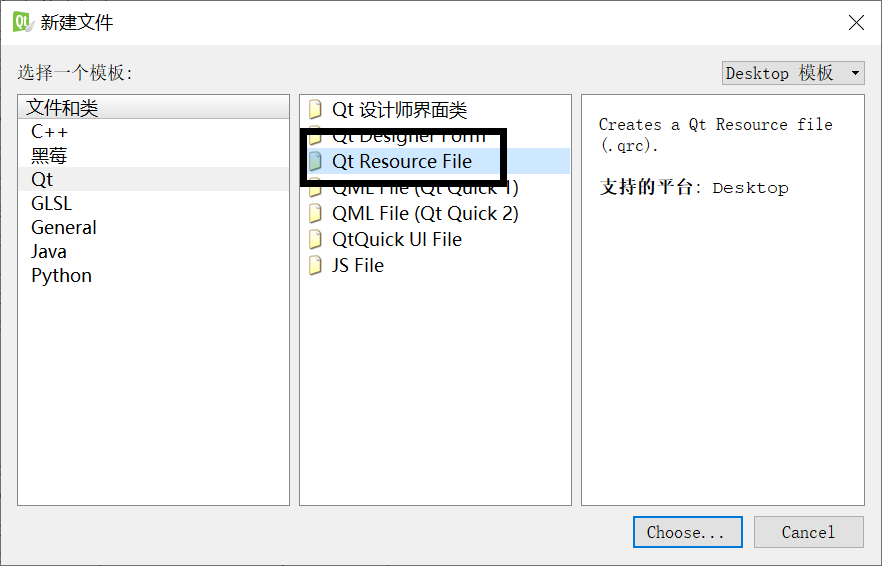 Qt 新建文件
选择一个模板:
Desktop 模板
文件和类
C++
黑莓
Qt
GLSL
General
Java
Python
Qt 设计师界面类
Qt Designer Form
Qt Resource File
QML File (Qt Quick 1)
QML File (Qt Quick 2)
QtQuick UI File
JS File
Creates a Qt Resource file
(.qrc).
支持的平台: Desktop
Choose...
Cancel